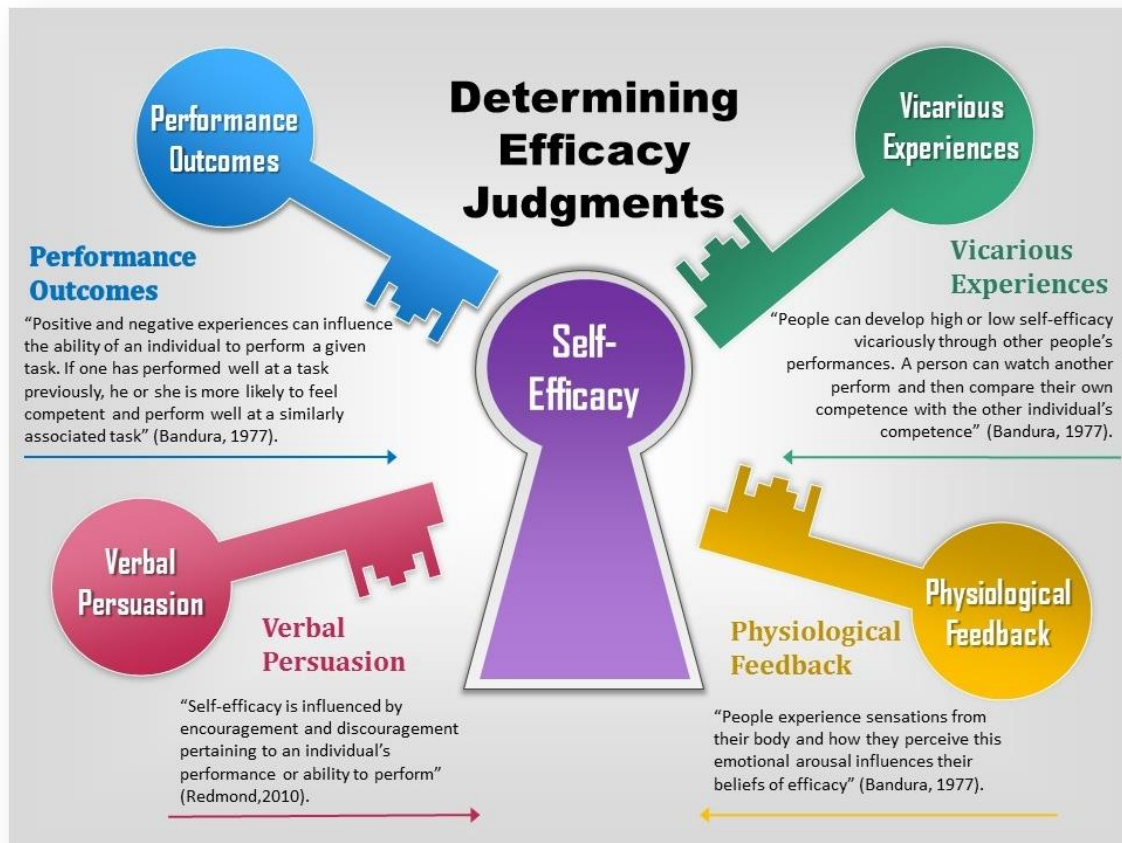 Determining
Efficacy
Judgments
Performance
Outcomes
Vicarious
Experiences
Performance
Outcomes
“Positive and negative experiences can influence
the ability of an individual to perform a given
task. If one has performed well at a task
previously, he or she is more likely to feel
competent and perform well at a similarly
associated task” (Bandura, 1977).
Self-
Efficacy
Vicarious
Experiences
“People can develop high or low self-efficacy
vicariously through other people’s
performances. A person can watch another
perform and then compare their own
competence with the other individual’s
competence” (Bandura, 1977).
Verbal
Persuasion
Verbal
Persuasion
“Self-efficacy is influenced by
encouragement and discouragement
pertaining to an individual’s
performance or ability to perform”
(Redmond,2010).
Physiological
Feedback
Physiological
Feedback
“People experience sensations from
their body and how they perceive this
emotional arousal influences their
beliefs of efficacy” (Bandura, 1977).